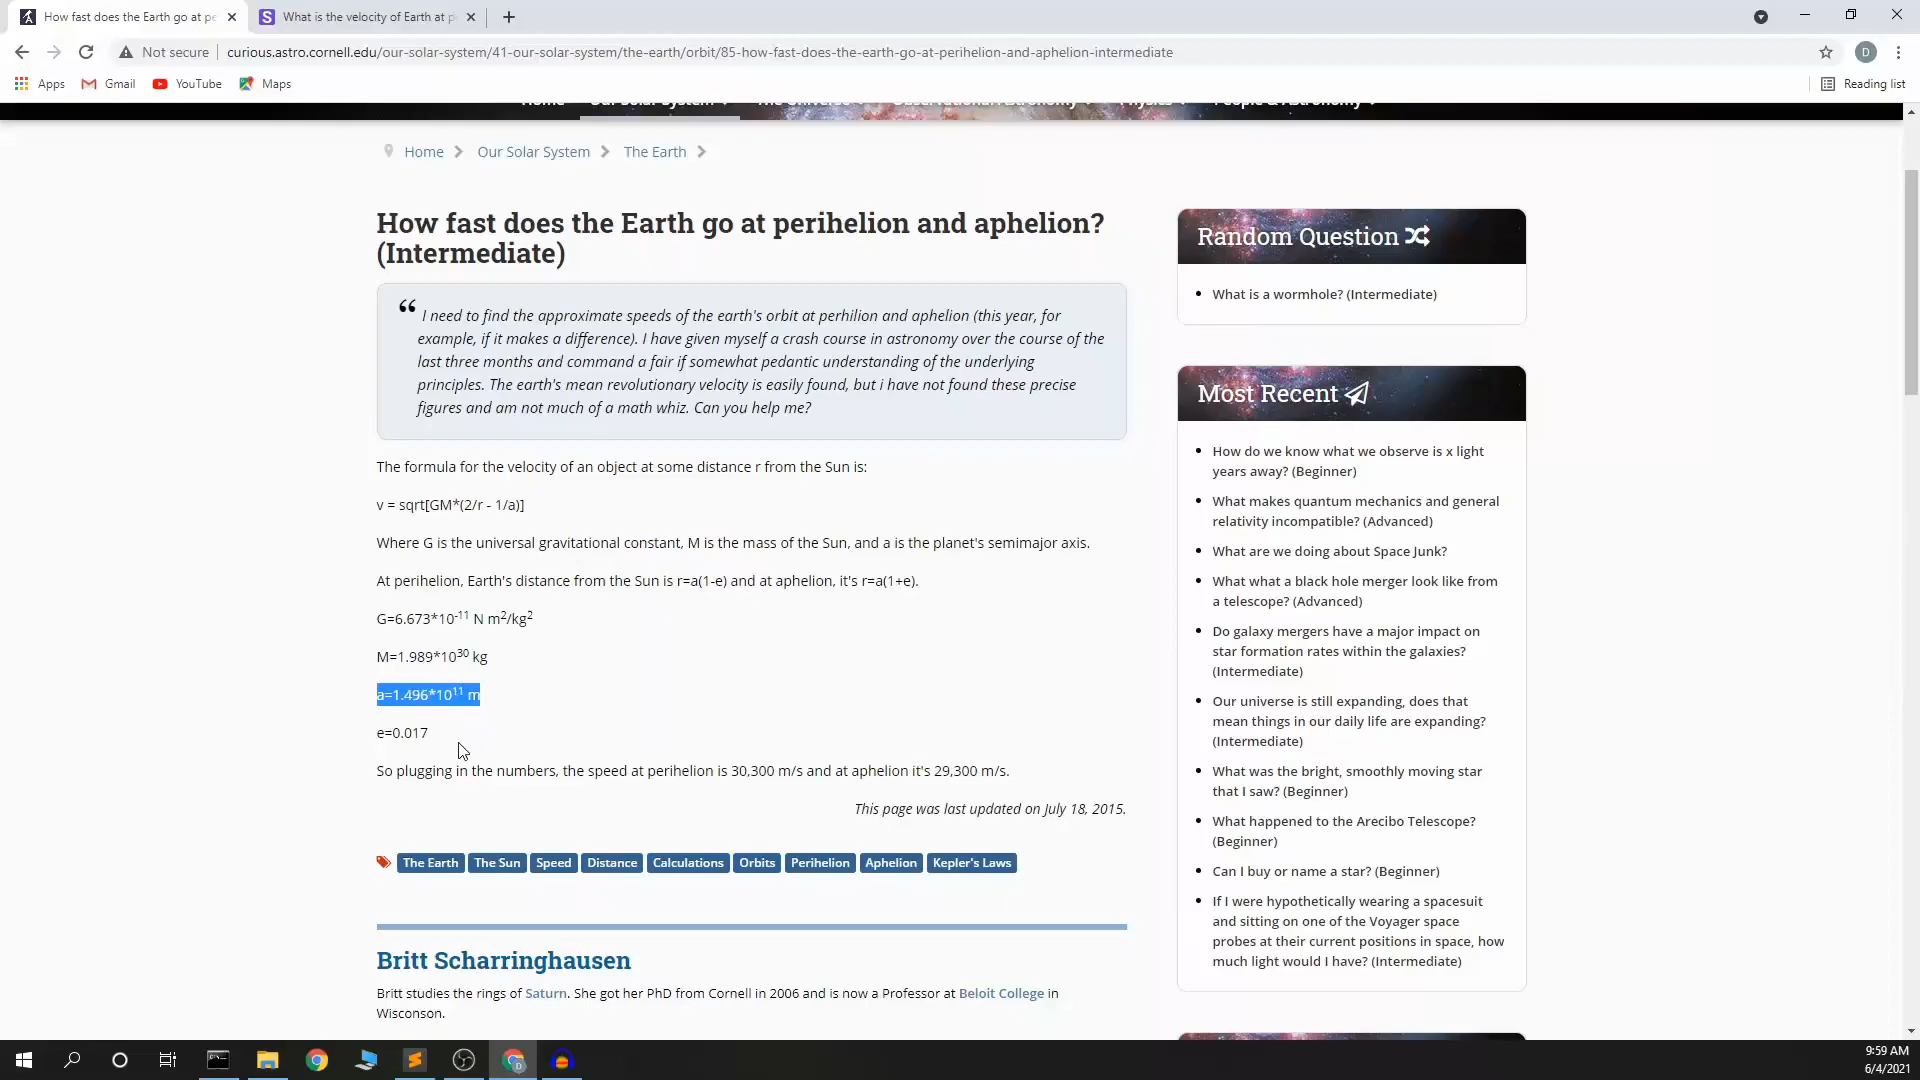 How fast does the Earth go at pe
What is the velocity of Earth at p
Not secure
curious.astro.cornell.edu/our-solar-system/41-our-solar-system/the-earth/orbit/85-how-fast-does-the-earth-go-at-perihelion-and-aphelion-intermediate
D
Apps
Gmail
YouTube
Maps
Reading list
Home
Our Solar System
The Universe
Observational Astronomy
Physics
People & Astronomy
Home
Our Solar System
The Earth
How fast does the Earth go at perihelion and aphelion?
(Intermediate)
“ I need to find the approximate speeds of the earth's orbit at perhilion and aphelion (this year, for
example, if it makes a difference). I have given myself a crash course in astronomy over the course of the
last three months and command a fair if somewhat pedantic understanding of the underlying
principles. The earth's mean revolutionary velocity is easily found, but i have not found these precise
figures and am not much of a math whiz. Can you help me?
The formula for the velocity of an object at some distance r from the Sun is:
v = sqrt[GM*(2/r - 1/a)]
Where G is the universal gravitational constant, M is the mass of the Sun, and a is the planet's semimajor axis.
At perihelion, Earth's distance from the Sun is r=a(1-e) and at aphelion, it's r=a(1+e).
G=6.673*10⁻¹¹ N m²/kg²
M=1.989*10³⁰ kg
a=1.496*10¹¹ m
e=0.017
So plugging in the numbers, the speed at perihelion is 30,300 m/s and at aphelion it's 29,300 m/s.
This page was last updated on July 18, 2015.
The Earth
The Sun
Speed
Distance
Calculations
Orbits
Perihelion
Aphelion
Kepler's Laws
Britt Scharringhausen
Britt studies the rings of Saturn. She got her PhD from Cornell in 2006 and is now a Professor at Beloit College in
Wisconson.
Random Question
What is a wormhole? (Intermediate)
Most Recent
How do we know what we observe is x light
years away? (Beginner)
What makes quantum mechanics and general
relativity incompatible? (Advanced)
What are we doing about Space Junk?
What what a black hole merger look like from
a telescope? (Advanced)
Do galaxy mergers have a major impact on
star formation rates within the galaxies?
(Intermediate)
Our universe is still expanding, does that
mean things in our daily life are expanding?
(Intermediate)
What was the bright, smoothly moving star
that I saw? (Beginner)
What happened to the Arecibo Telescope?
(Beginner)
Can I buy or name a star? (Beginner)
If I were hypothetically wearing a spacesuit
and sitting on one of the Voyager space
probes at their current positions in space, how
much light would I have? (Intermediate)
9:59 AM
6/4/2021